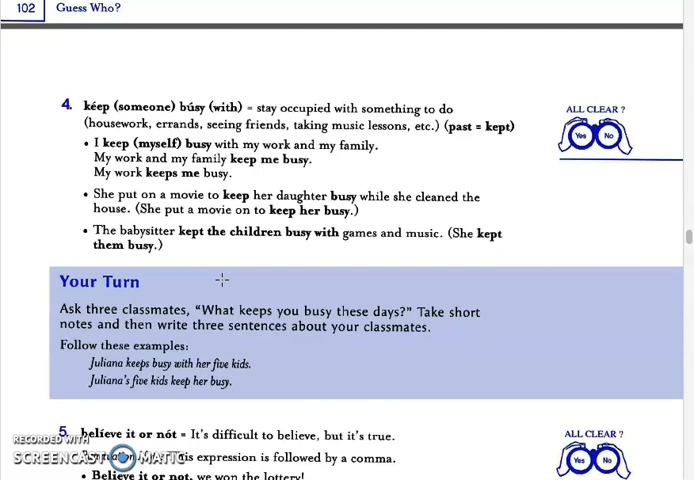 102 Guess Who?
4. kéep (someone) búsy (with) = stay occupied with something to do
(housework, errands, seeing friends, taking music lessons, etc.) (past = kept)
ALL CLEAR?
Yes No
• I keep (myself) busy with my work and my family.
My work and my family keep me busy.
My work keeps me busy.
• She put on a movie to keep her daughter busy while she cleaned the
house. (She put a movie on to keep her busy.)
• The babysitter kept the children busy with games and music. (She kept
them busy.)
Your Turn
Ask three classmates, “What keeps you busy these days?” Take short
notes and then write three sentences about your classmates.
Follow these examples:
Juliana keeps busy with her five kids.
Juliana's five kids keep her busy.
5. belíeve it or nót = It's difficult to believe, but it's true.
ALL CLEAR?
Yes No
RECORDED WITH
SCREENCAST MATIC
this expression is followed by a comma.
• Believe it or not, we won the lottery!